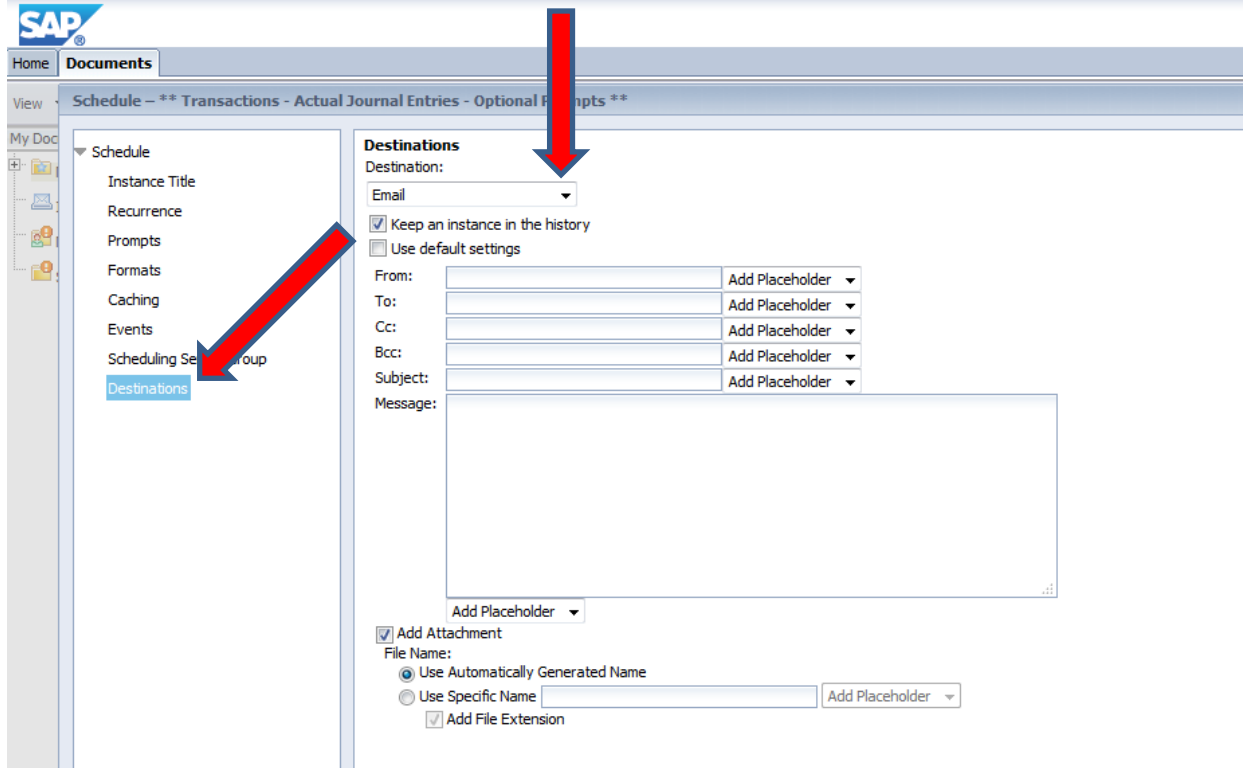 SAP®
Home Documents
View
Schedule – ** Transactions - Actual Journal Entries - Optional P mpts **
My Doc
Schedule
Instance Title
Recurrence
Prompts
Formats
Caching
Events
Scheduling Se roup
Destinations
Destinations
Destination:
Email
Keep an instance in the history
Use default settings
From: Add Placeholder
To: Add Placeholder
Cc: Add Placeholder
Bcc: Add Placeholder
Subject: Add Placeholder
Message:
Add Placeholder
Add Attachment
File Name:
Use Automatically Generated Name
Use Specific Name Add Placeholder
Add File Extension